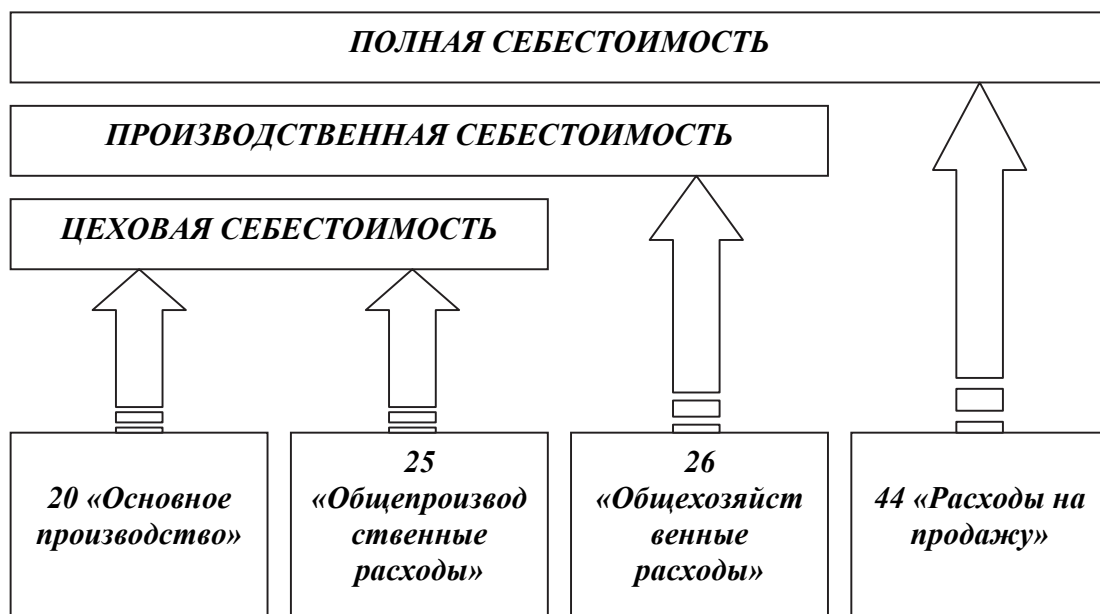 ПОЛНАЯ СЕБЕСТОИМОСТЬ
ПРОИЗВОДСТВЕННАЯ СЕБЕСТОИМОСТЬ
ЦЕХОВАЯ СЕБЕСТОИМОСТЬ
20 «Основное
производство»
25
«Общепроизвод
ственные
расходы»
26
«Общехозяйст
венные
расходы»
44 «Расходы на
продажу»